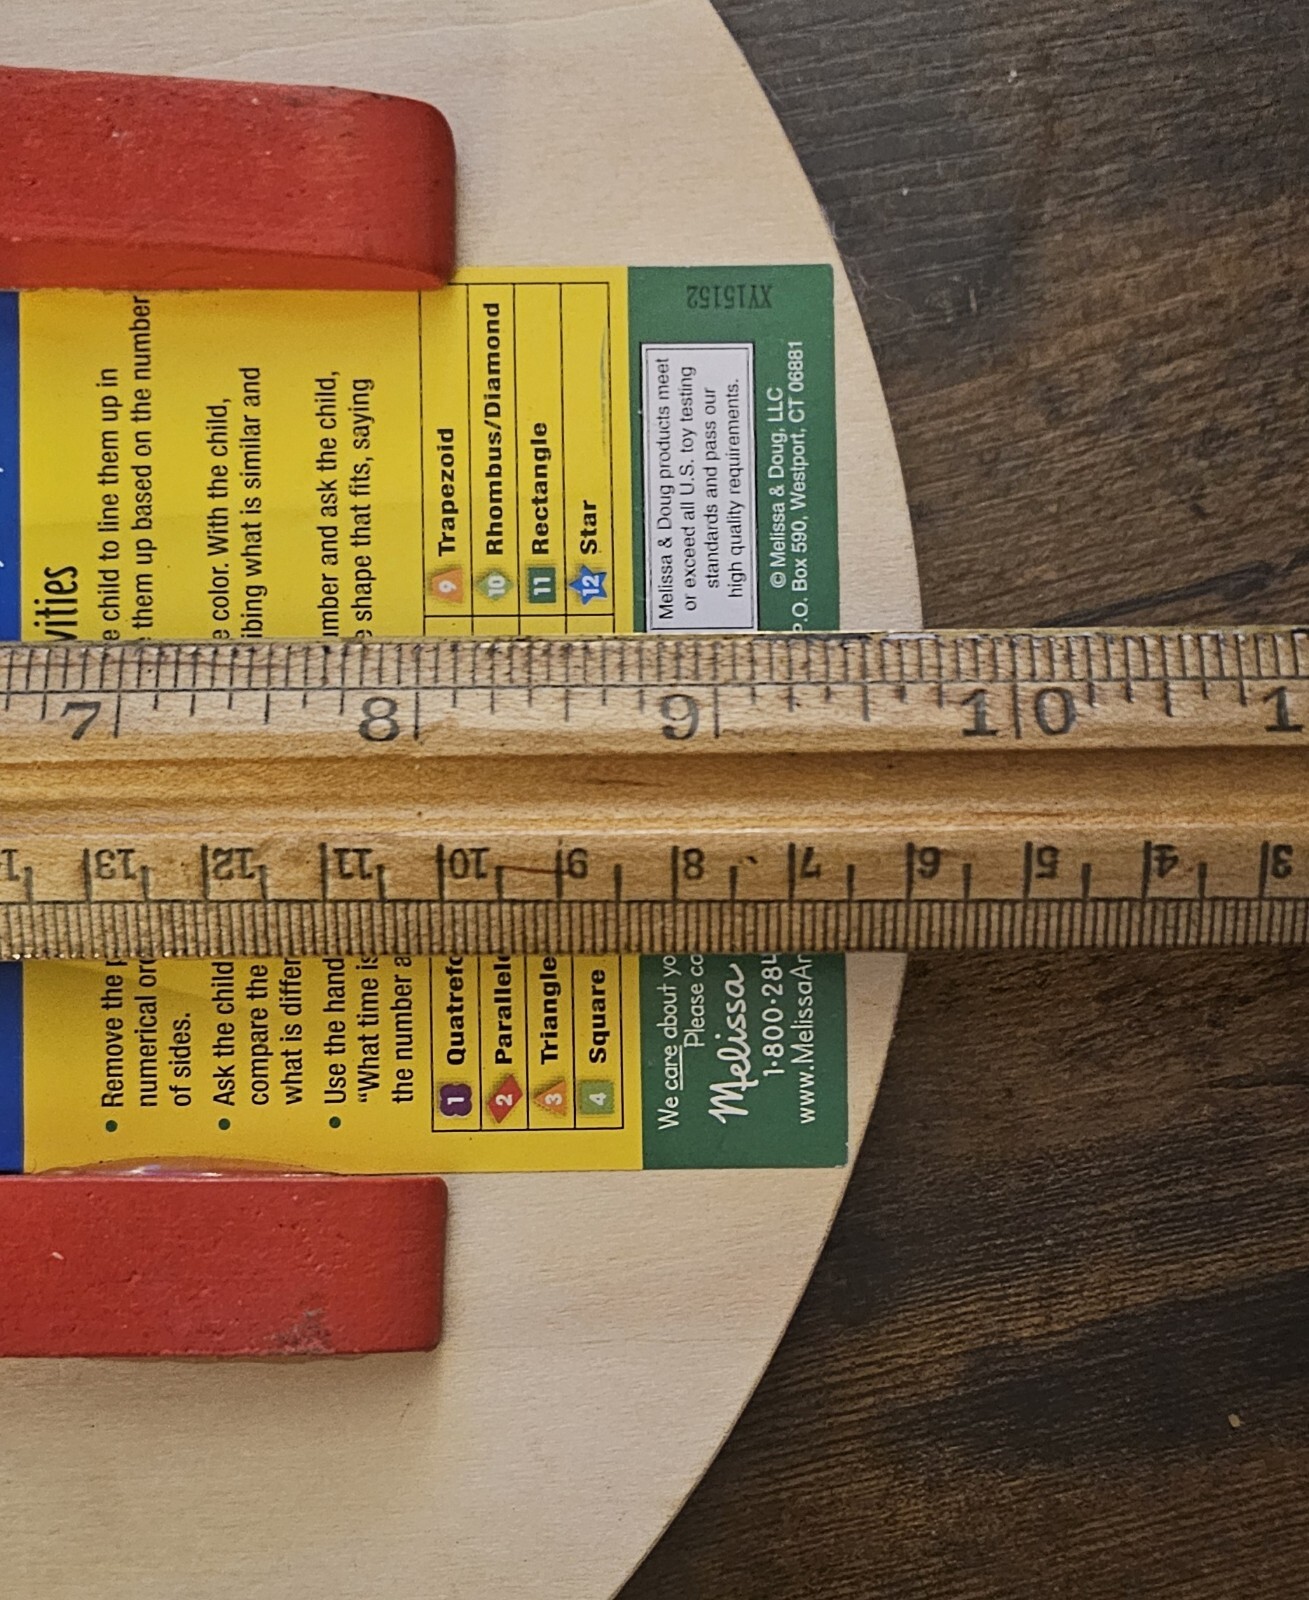 vities
• Remove the p e child to line them up in
numerical ord e them up based on the number
of sides.
• Ask the child e color. With the child,
compare the ibing what is similar and
what is differ
• Use the hand umber and ask the child,
“What time is e shape that fits, saying
the number a
1 Quatrefo
2 Parallelo
3 Triangle
4 Square
9 Trapezoid
10 Rhombus/Diamond
11 Rectangle
12 Star
We care about yo
Please co
Melissa
1·800·284
www.MelissaAn
Melissa & Doug products meet
or exceed all U.S. toy testing
standards and pass our
high quality requirements.
© Melissa & Doug, LLC
P.O. Box 590, Westport, CT 06881
XY15152
7 8 9 10 1
3 4 5 6 7 8 9 10 11 12 13 1